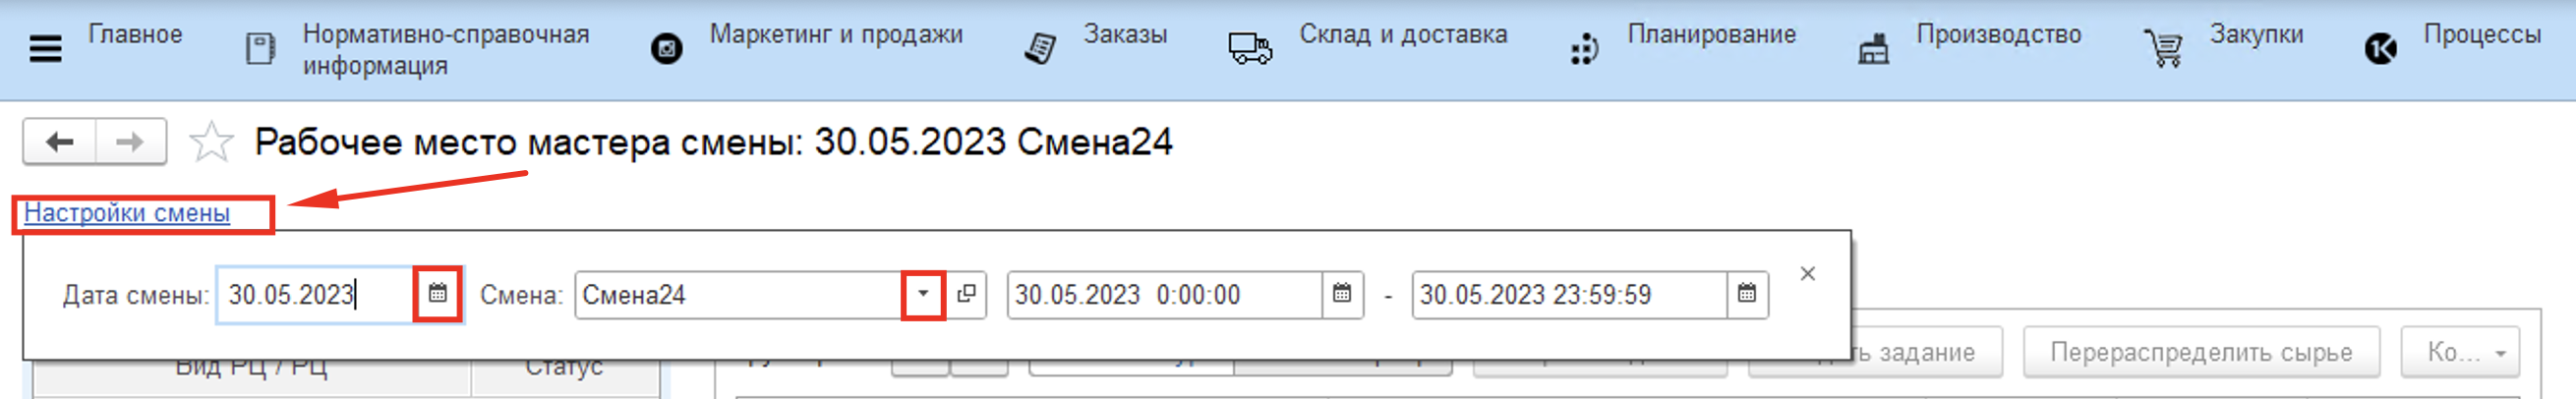 Главное
Нормативно-справочная
информация
Маркетинг и продажи
Заказы
Склад и доставка
Планирование
Производство
Закупки
Процессы
Рабочее место мастера смены: 30.05.2023 Смена24
Настройки смены
Дата смены: 30.05.2023 Смена: Смена24 30.05.2023 0:00:00 - 30.05.2023 23:59:59
Вид РЦ / РЦ Статус задание Перераспределить сырье Ко...